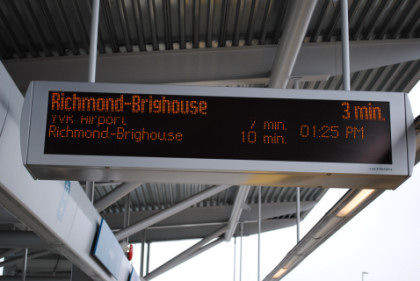 Richmond-Brighouse 3 min.
YVR Airport 7 min.
Richmond-Brighouse 10 min. 01:25 PM